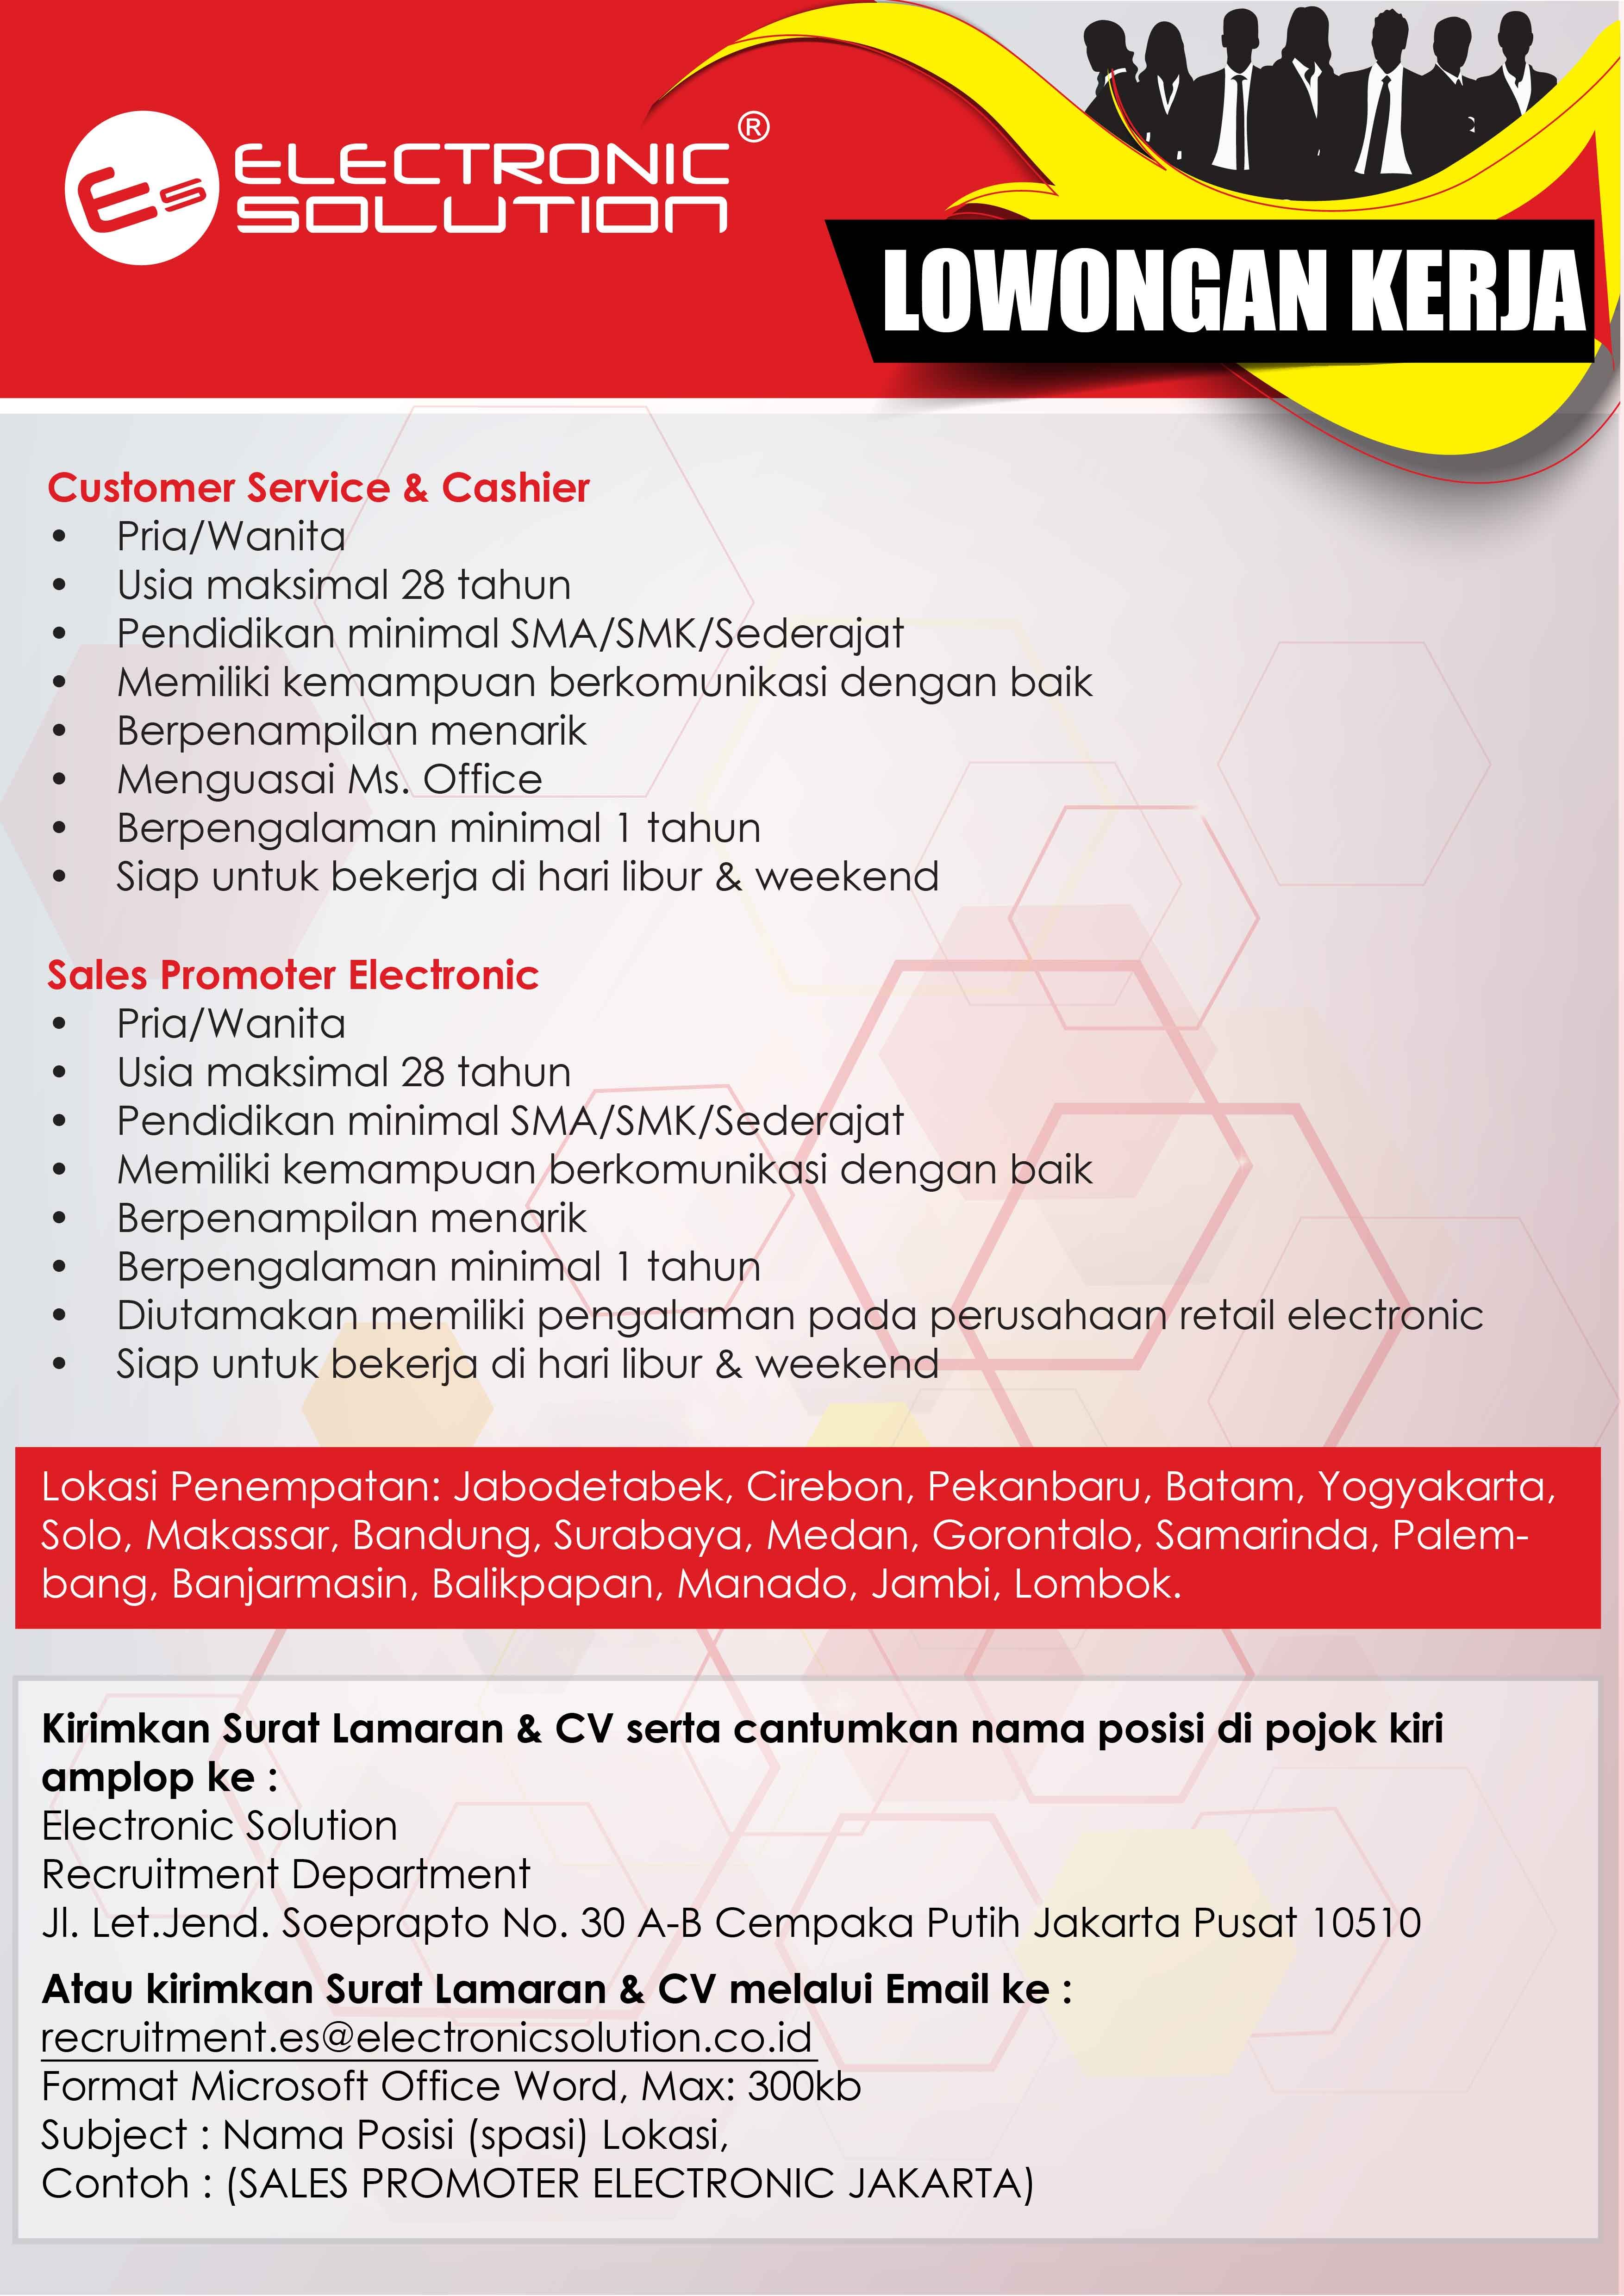 Es ELECTRONIC SOLUTION ®
LOWONGAN KERJA
Customer Service & Cashier
• Pria/Wanita
• Usia maksimal 28 tahun
• Pendidikan minimal SMA/SMK/Sederajat
• Memiliki kemampuan berkomunikasi dengan baik
• Berpenampilan menarik
• Menguasai Ms. Office
• Berpengalaman minimal 1 tahun
• Siap untuk bekerja di hari libur & weekend
Sales Promoter Electronic
• Pria/Wanita
• Usia maksimal 28 tahun
• Pendidikan minimal SMA/SMK/Sederajat
• Memiliki kemampuan berkomunikasi dengan baik
• Berpenampilan menarik
• Berpengalaman minimal 1 tahun
• Diutamakan memiliki pengalaman pada perusahaan retail electronic
• Siap untuk bekerja di hari libur & weekend
Lokasi Penempatan: Jabodetabek, Cirebon, Pekanbaru, Batam, Yogyakarta,
Solo, Makassar, Bandung, Surabaya, Medan, Gorontalo, Samarinda, Palem-
bang, Banjarmasin, Balikpapan, Manado, Jambi, Lombok.
Kirimkan Surat Lamaran & CV serta cantumkan nama posisi di pojok kiri
amplop ke :
Electronic Solution
Recruitment Department
Jl. Let.Jend. Soeprapto No. 30 A-B Cempaka Putih Jakarta Pusat 10510
Atau kirimkan Surat Lamaran & CV melalui Email ke :
recruitment.es@electronicsolution.co.id
Format Microsoft Office Word, Max: 300kb
Subject : Nama Posisi (spasi) Lokasi,
Contoh : (SALES PROMOTER ELECTRONIC JAKARTA)